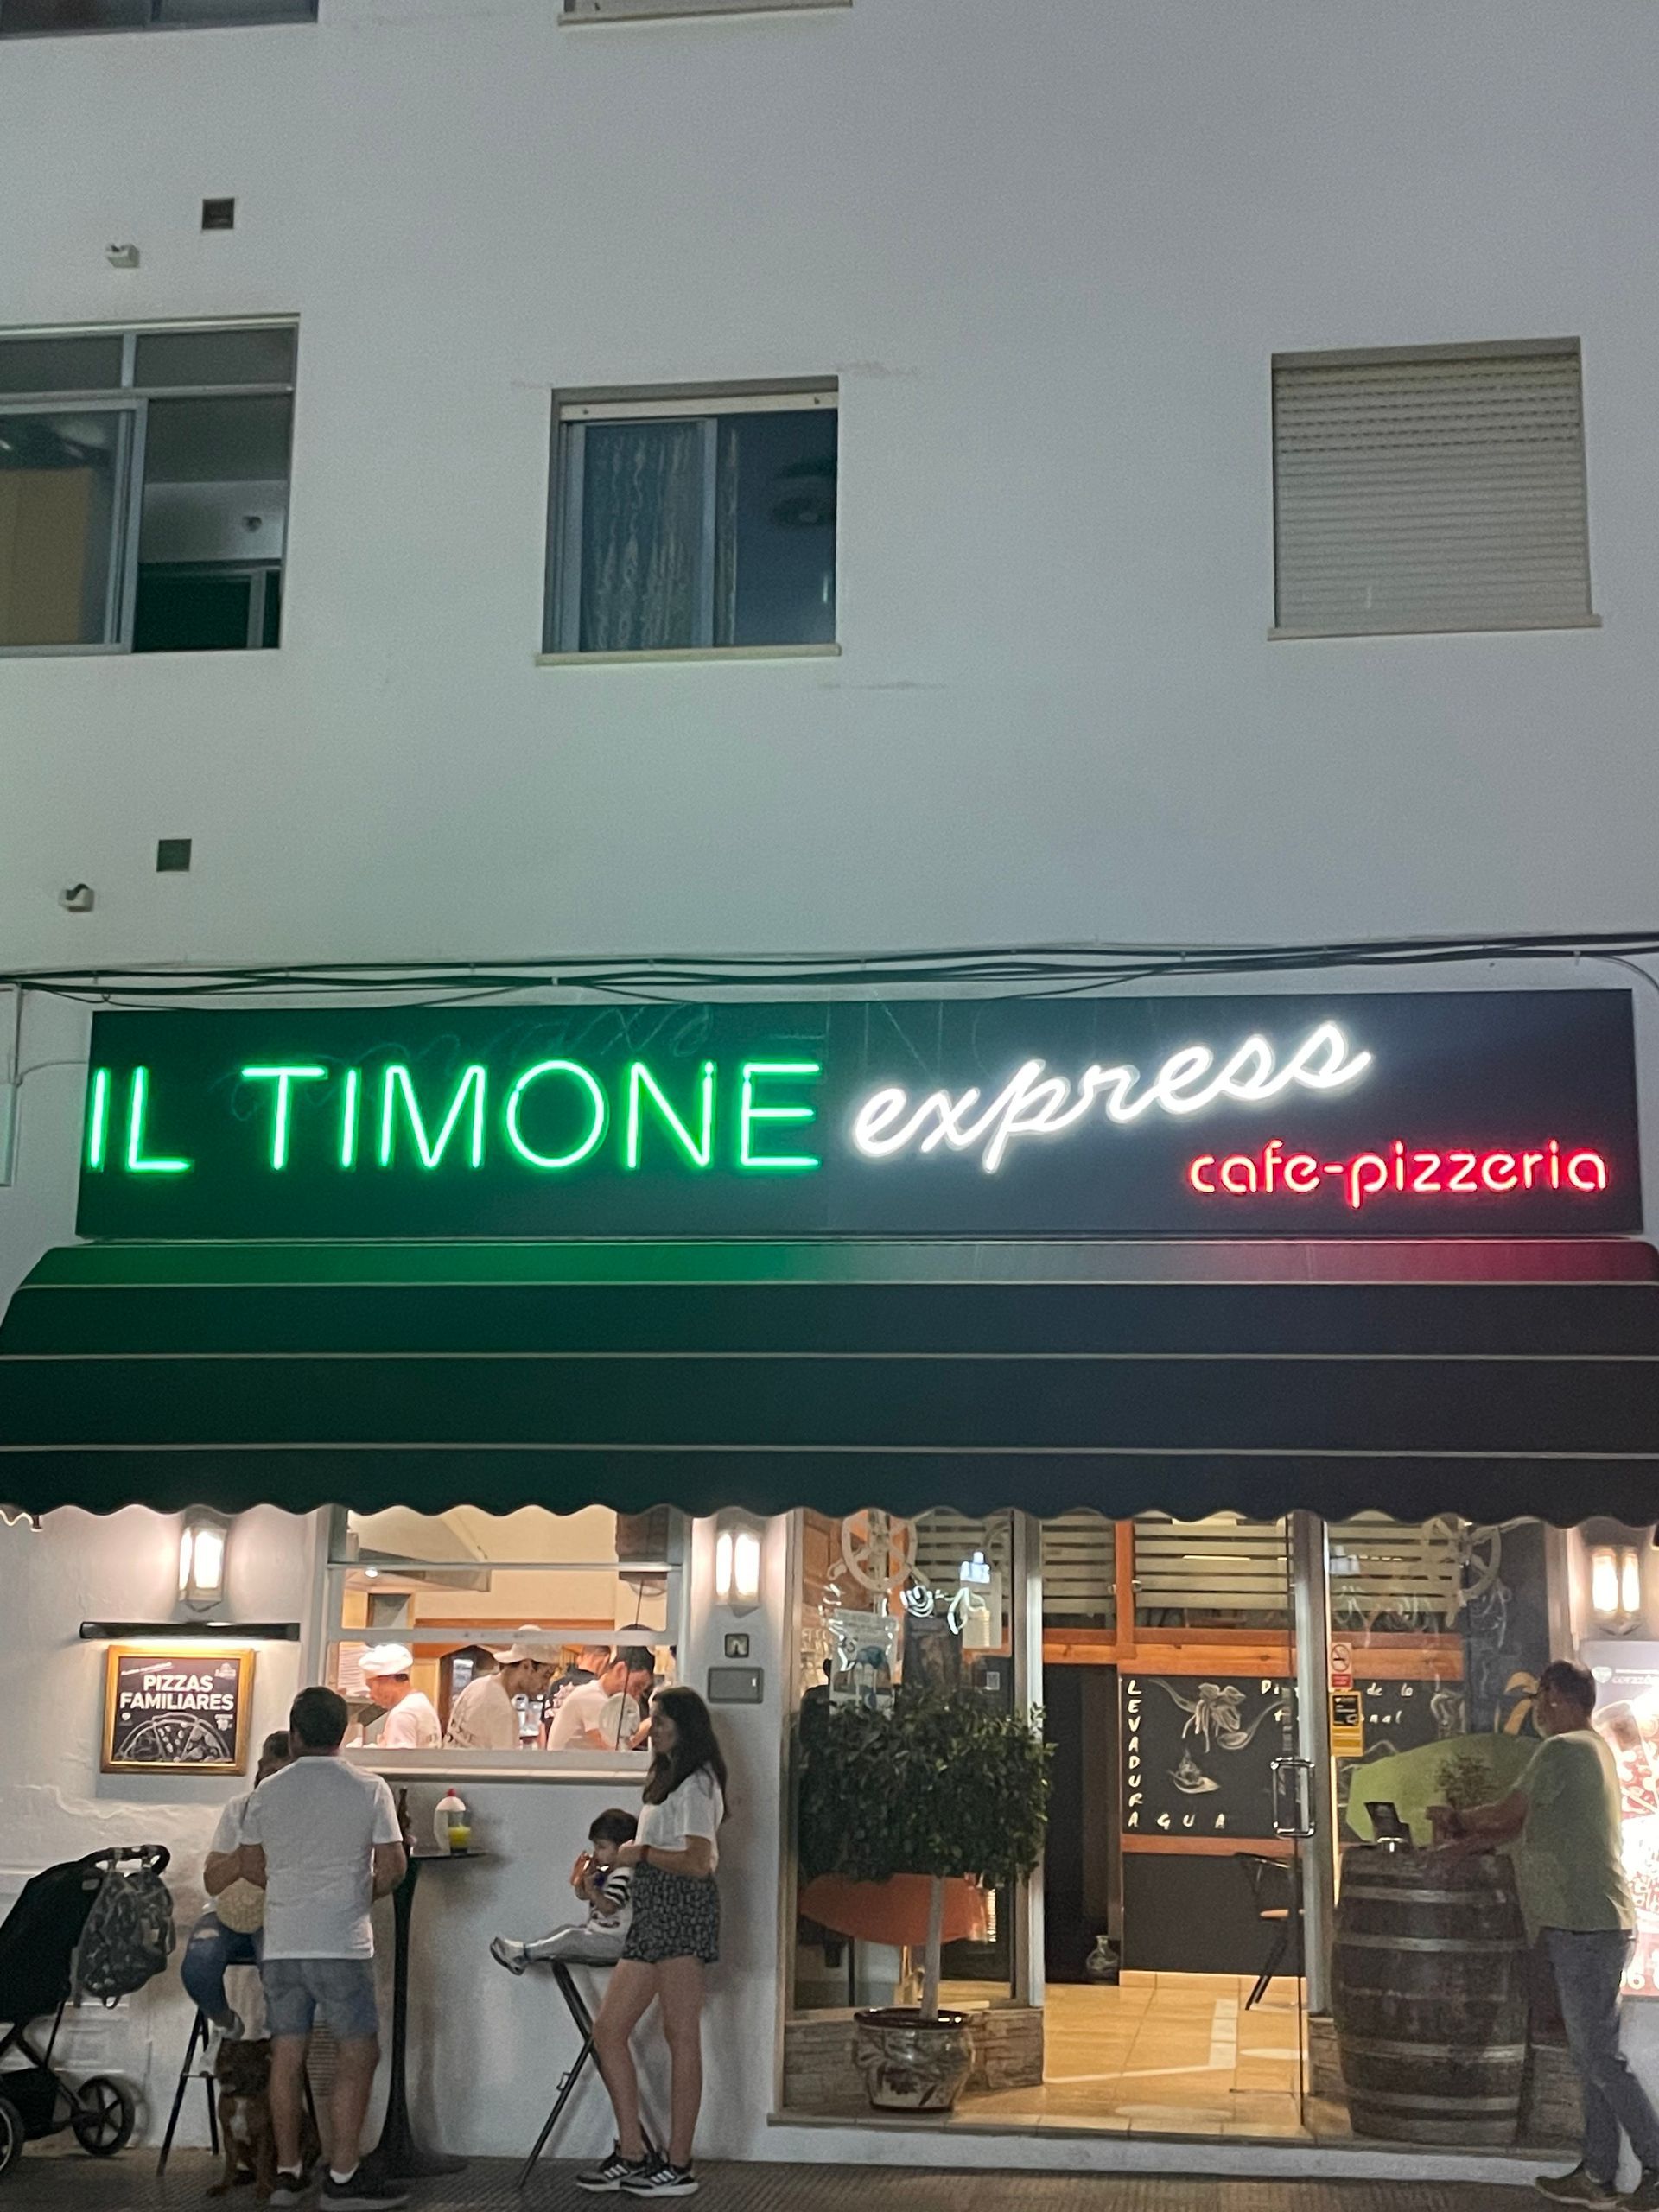 IL TIMONE express
cafe-pizzeria
PIZZAS
FAMILIARES
LEVADURA
AGUA